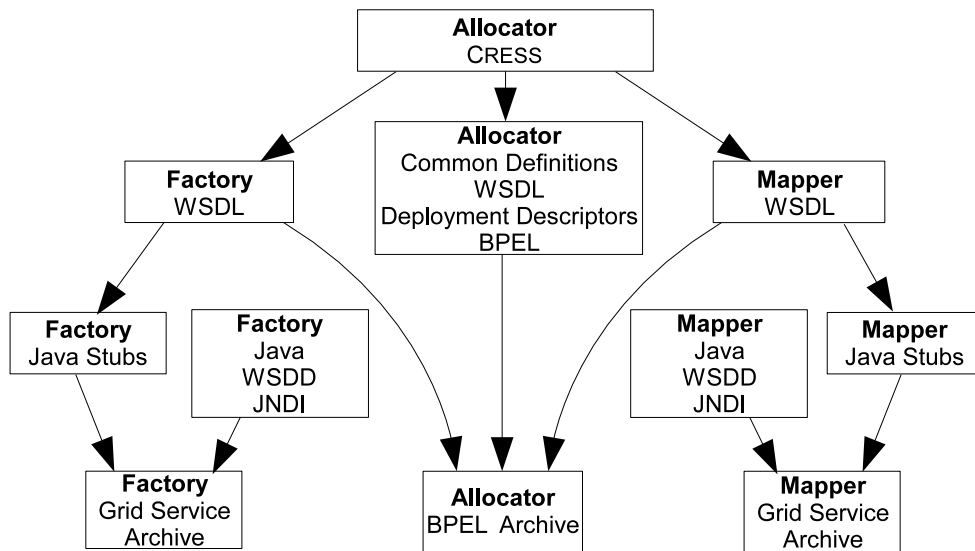 Allocator
CRESS
Allocator
Common Definitions
WSDL
Deployment Descriptors
BPEL
Factory
WSDL
Mapper
WSDL
Factory
Java Stubs
Factory
Java
WSDD
JNDI
Mapper
Java
WSDD
JNDI
Mapper
Java Stubs
Factory
Grid Service
Archive
Allocator
BPEL Archive
Mapper
Grid Service
Archive